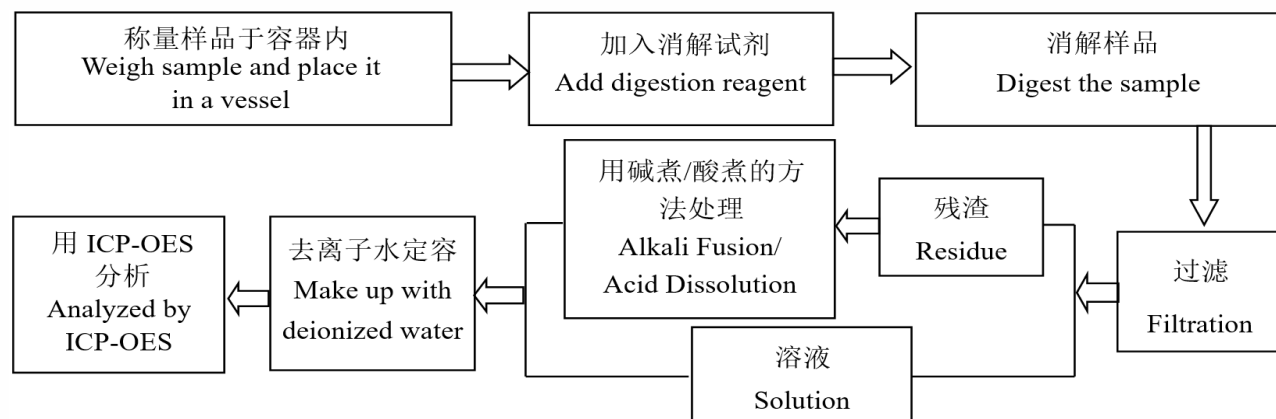 称量样品于容器内
Weigh sample and place it
in a vessel
加入消解试剂
Add digestion reagent
消解样品
Digest the sample
过滤
Filtration
残渣
Residue
用碱煮/酸煮的方
法处理
Alkali Fusion/
Acid Dissolution
溶液
Solution
去离子水定容
Make up with
deionized water
用 ICP-OES
分析
Analyzed by
ICP-OES